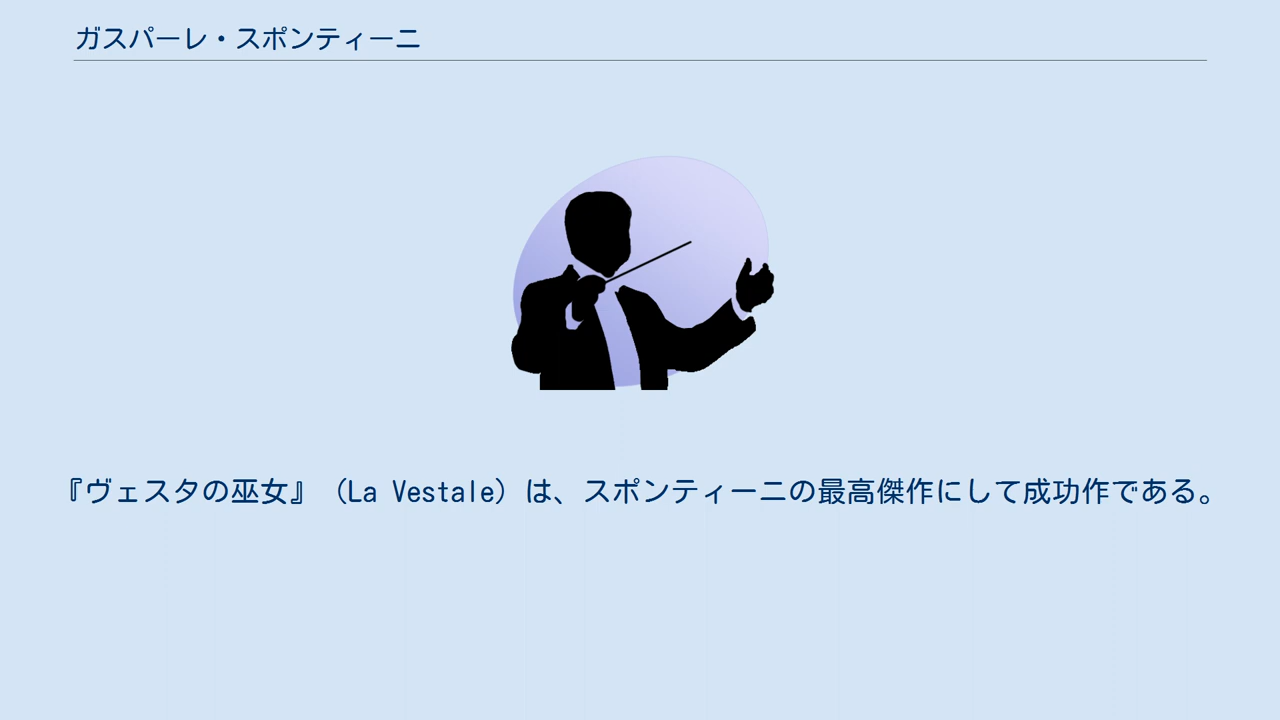 ガスパーレ・スポンティーニ
『ヴェスタの巫女』（La Vestale）は、スポンティーニの最高傑作にして成功作である。